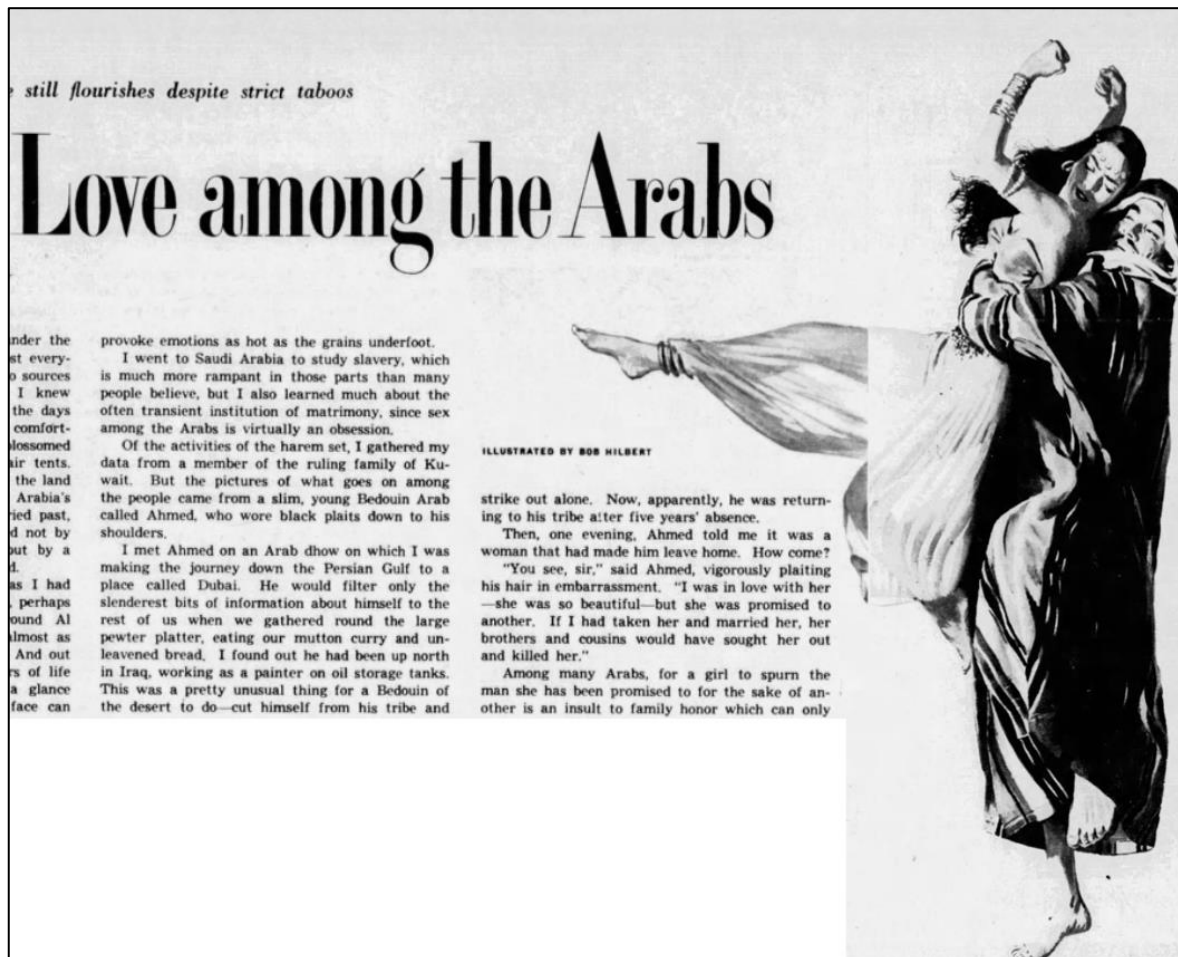 still flourishes despite strict taboos
Love among the Arabs
nder the
st every-
o sources
I knew
the days
comfort-
lossomed
air tents.
the land
Arabia's
ried past,
d not by
out by a
d.
as I had
, perhaps
ound Al
almost as
And out
rs of life
a glance
face can
provoke emotions as hot as the grains underfoot.
I went to Saudi Arabia to study slavery, which
is much more rampant in those parts than many
people believe, but I also learned much about the
often transient institution of matrimony, since sex
among the Arabs is virtually an obsession.
Of the activities of the harem set, I gathered my
data from a member of the ruling family of Ku-
wait. But the pictures of what goes on among
the people came from a slim, young Bedouin Arab
called Ahmed, who wore black plaits down to his
shoulders.
I met Ahmed on an Arab dhow on which I was
making the journey down the Persian Gulf to a
place called Dubai. He would filter only the
slenderest bits of information about himself to the
rest of us when we gathered round the large
pewter platter, eating our mutton curry and un-
leavened bread. I found out he had been up north
in Iraq, working as a painter on oil storage tanks.
This was a pretty unusual thing for a Bedouin of
the desert to do—cut himself from his tribe and
ILLUSTRATED BY BOB HILBERT
strike out alone. Now, apparently, he was return-
ing to his tribe after five years' absence.
Then, one evening, Ahmed told me it was a
woman that had made him leave home. How come?
"You see, sir," said Ahmed, vigorously plaiting
his hair in embarrassment, "I was in love with her
—she was so beautiful—but she was promised to
another. If I had taken her and married her, her
brothers and cousins would have sought her out
and killed her."
Among many Arabs, for a girl to spurn the
man she has been promised to for the sake of an-
other is an insult to family honor which can only